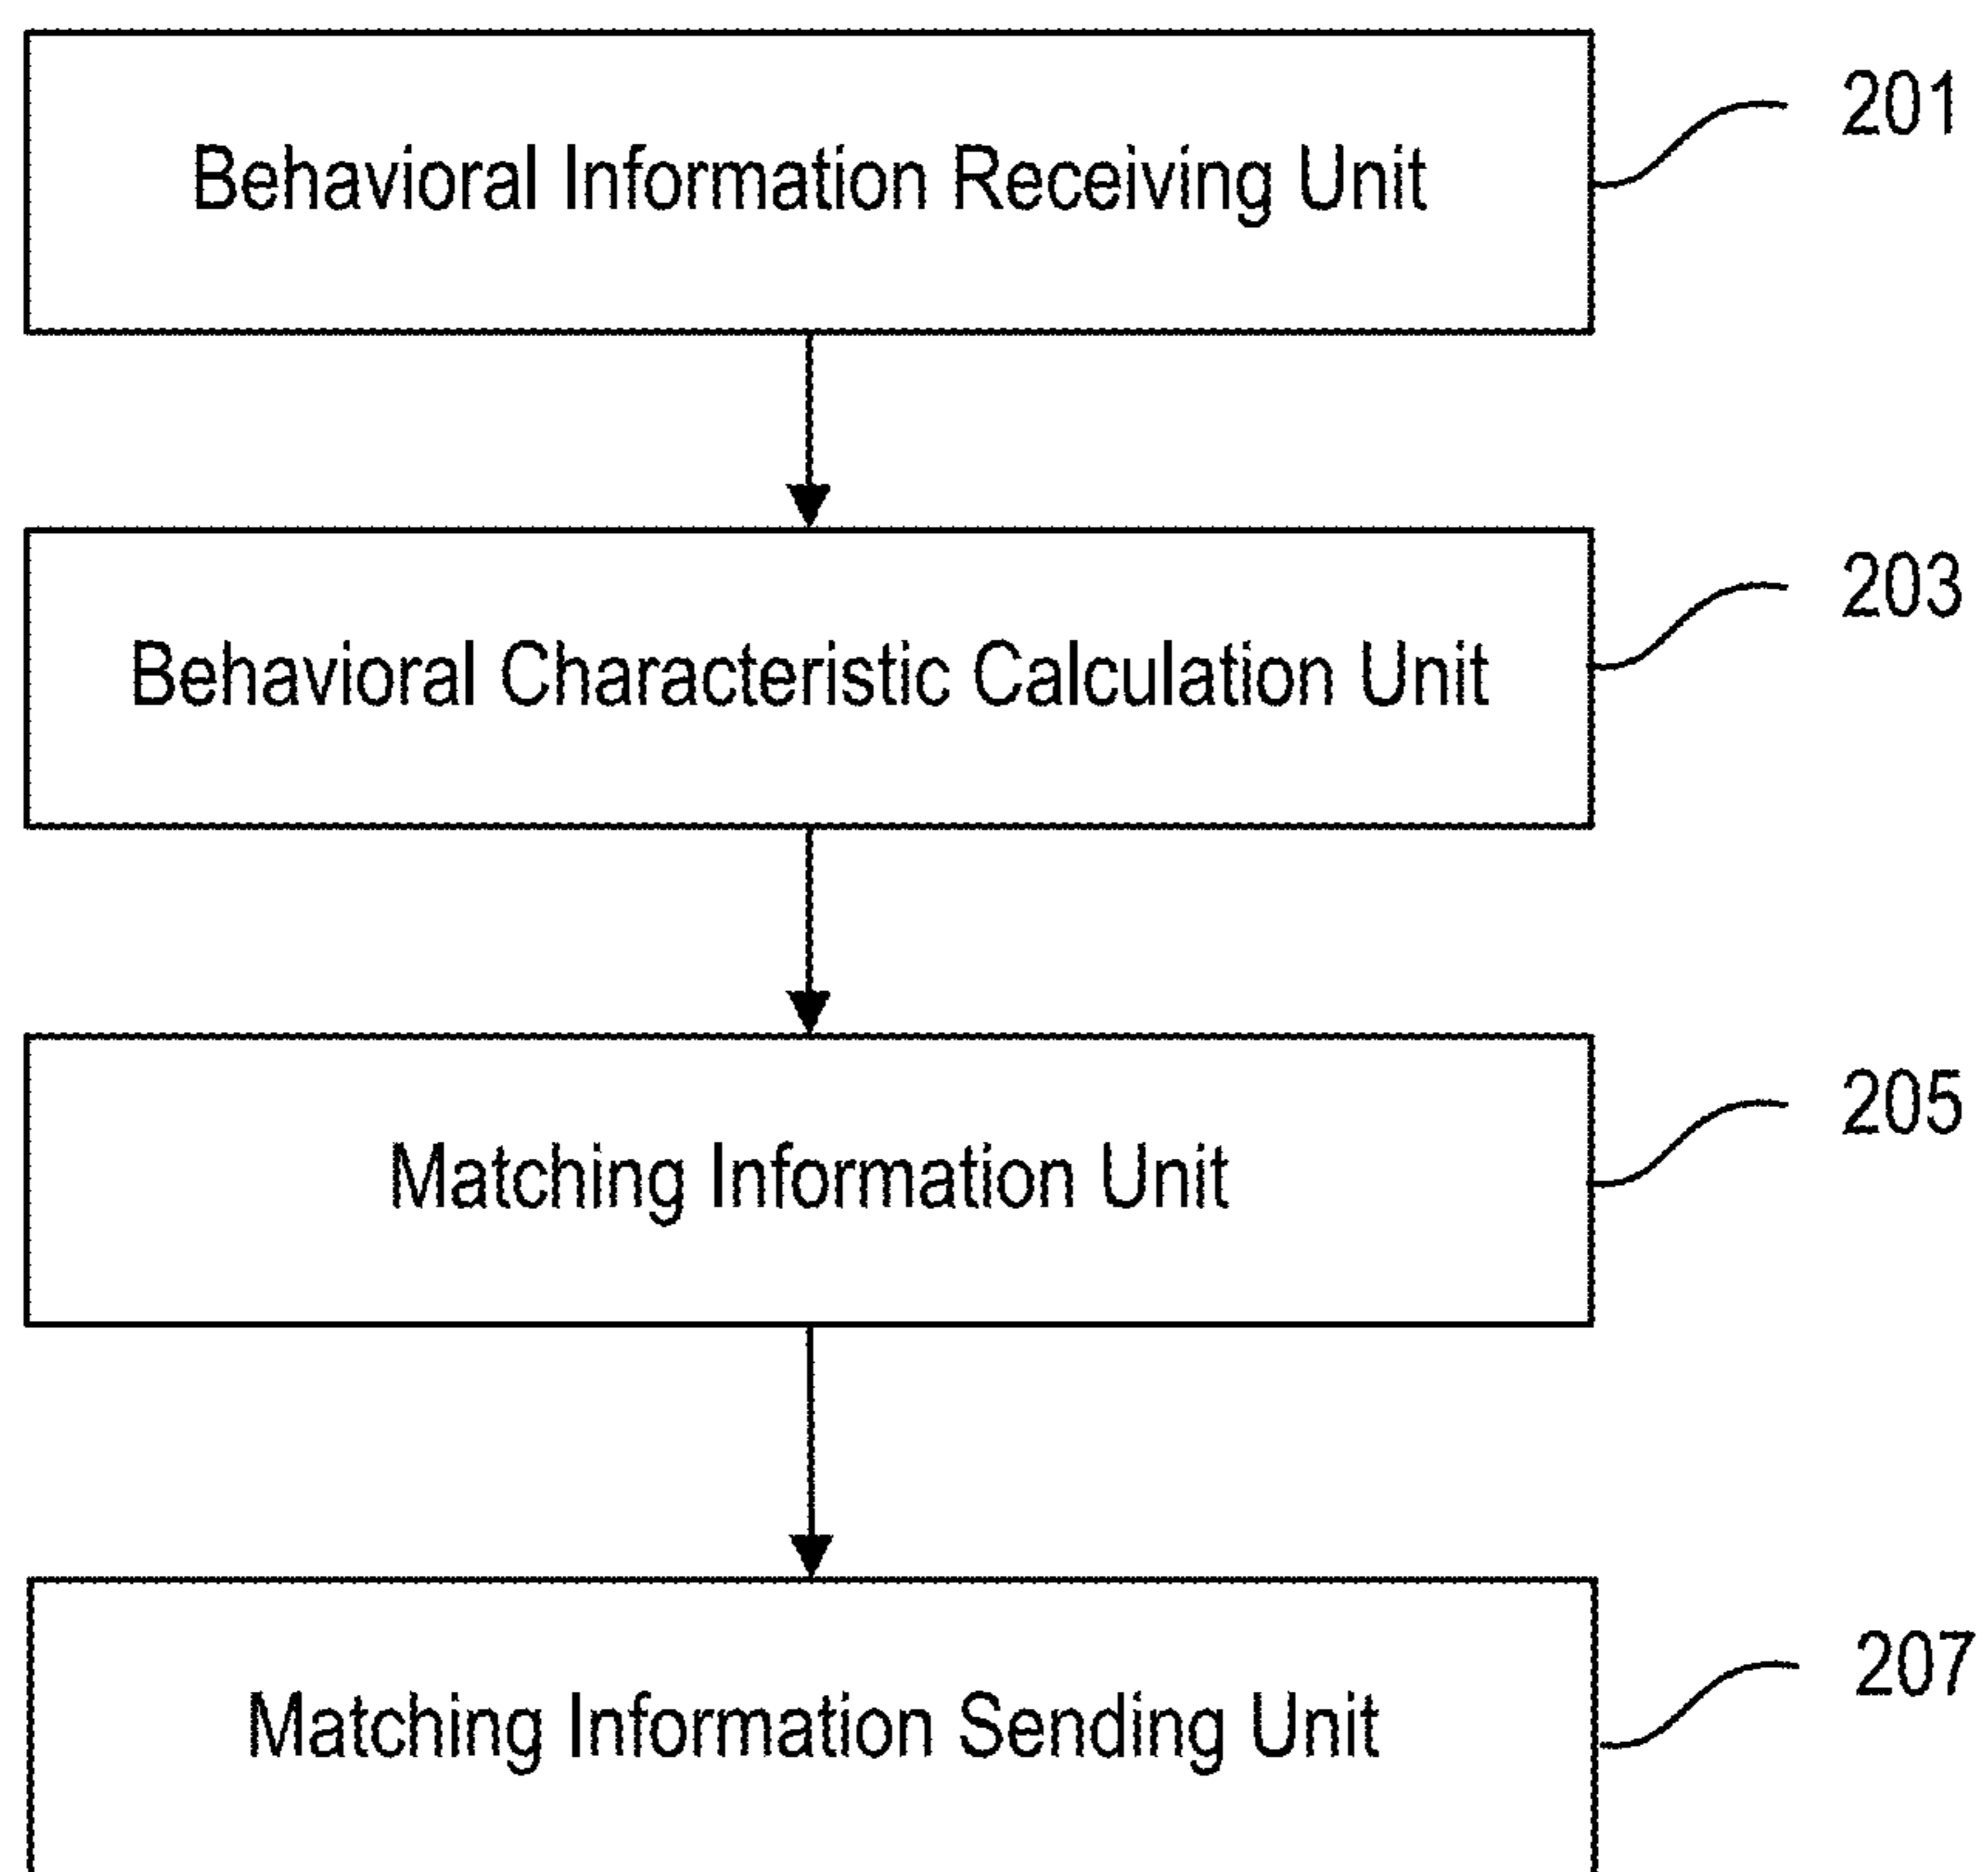 Behavioral Information Receiving Unit
201
Behavioral Characteristic Calculation Unit
203
Matching Information Unit
205
Matching Information Sending Unit
207